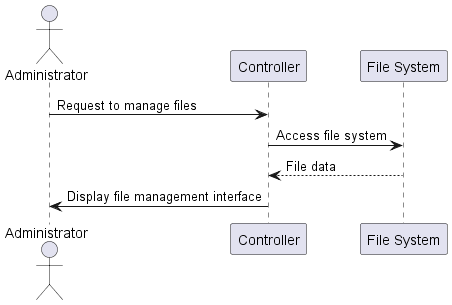 Administrator
Controller
File System
Request to manage files
Access file system
File data
Display file management interface
Administrator
Controller
File System